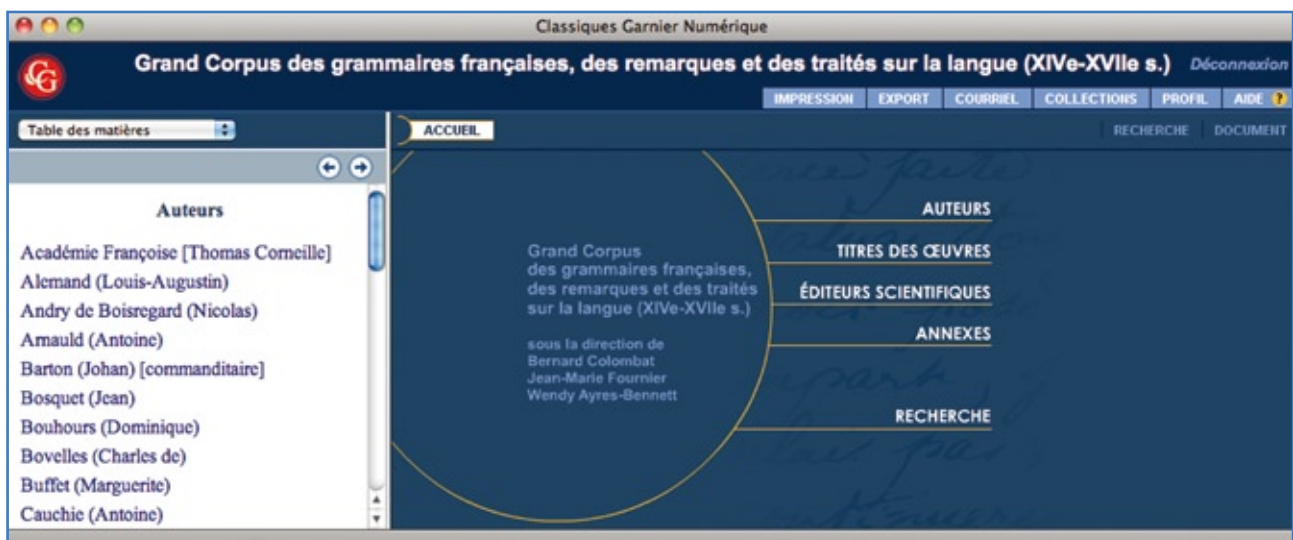 Classiques Garnier Numérique
CG
Grand Corpus des grammaires françaises, des remarques et des traités sur la langue (XIVe-XVIIe s.)
Déconnexion
IMPRESSION
EXPORT
COURRIEL
COLLECTIONS
PROFIL
AIDE ?
Table des matières
ACCUEIL
RECHERCHE
DOCUMENT
Auteurs
Académie Françoise [Thomas Corneille]
Alemand (Louis-Augustin)
Andry de Boisregard (Nicolas)
Arnauld (Antoine)
Barton (Johan) [commanditaire]
Bosquet (Jean)
Bouhours (Dominique)
Bovelles (Charles de)
Buffet (Marguerite)
Cauchie (Antoine)
Grand Corpus
des grammaires françaises,
des remarques et des traités
sur la langue (XIVe-XVIIe s.)
sous la direction de
Bernard Colombat
Jean-Marie Fournier
Wendy Ayres-Bennett
AUTEURS
TITRES DES ŒUVRES
ÉDITEURS SCIENTIFIQUES
ANNEXES
RECHERCHE